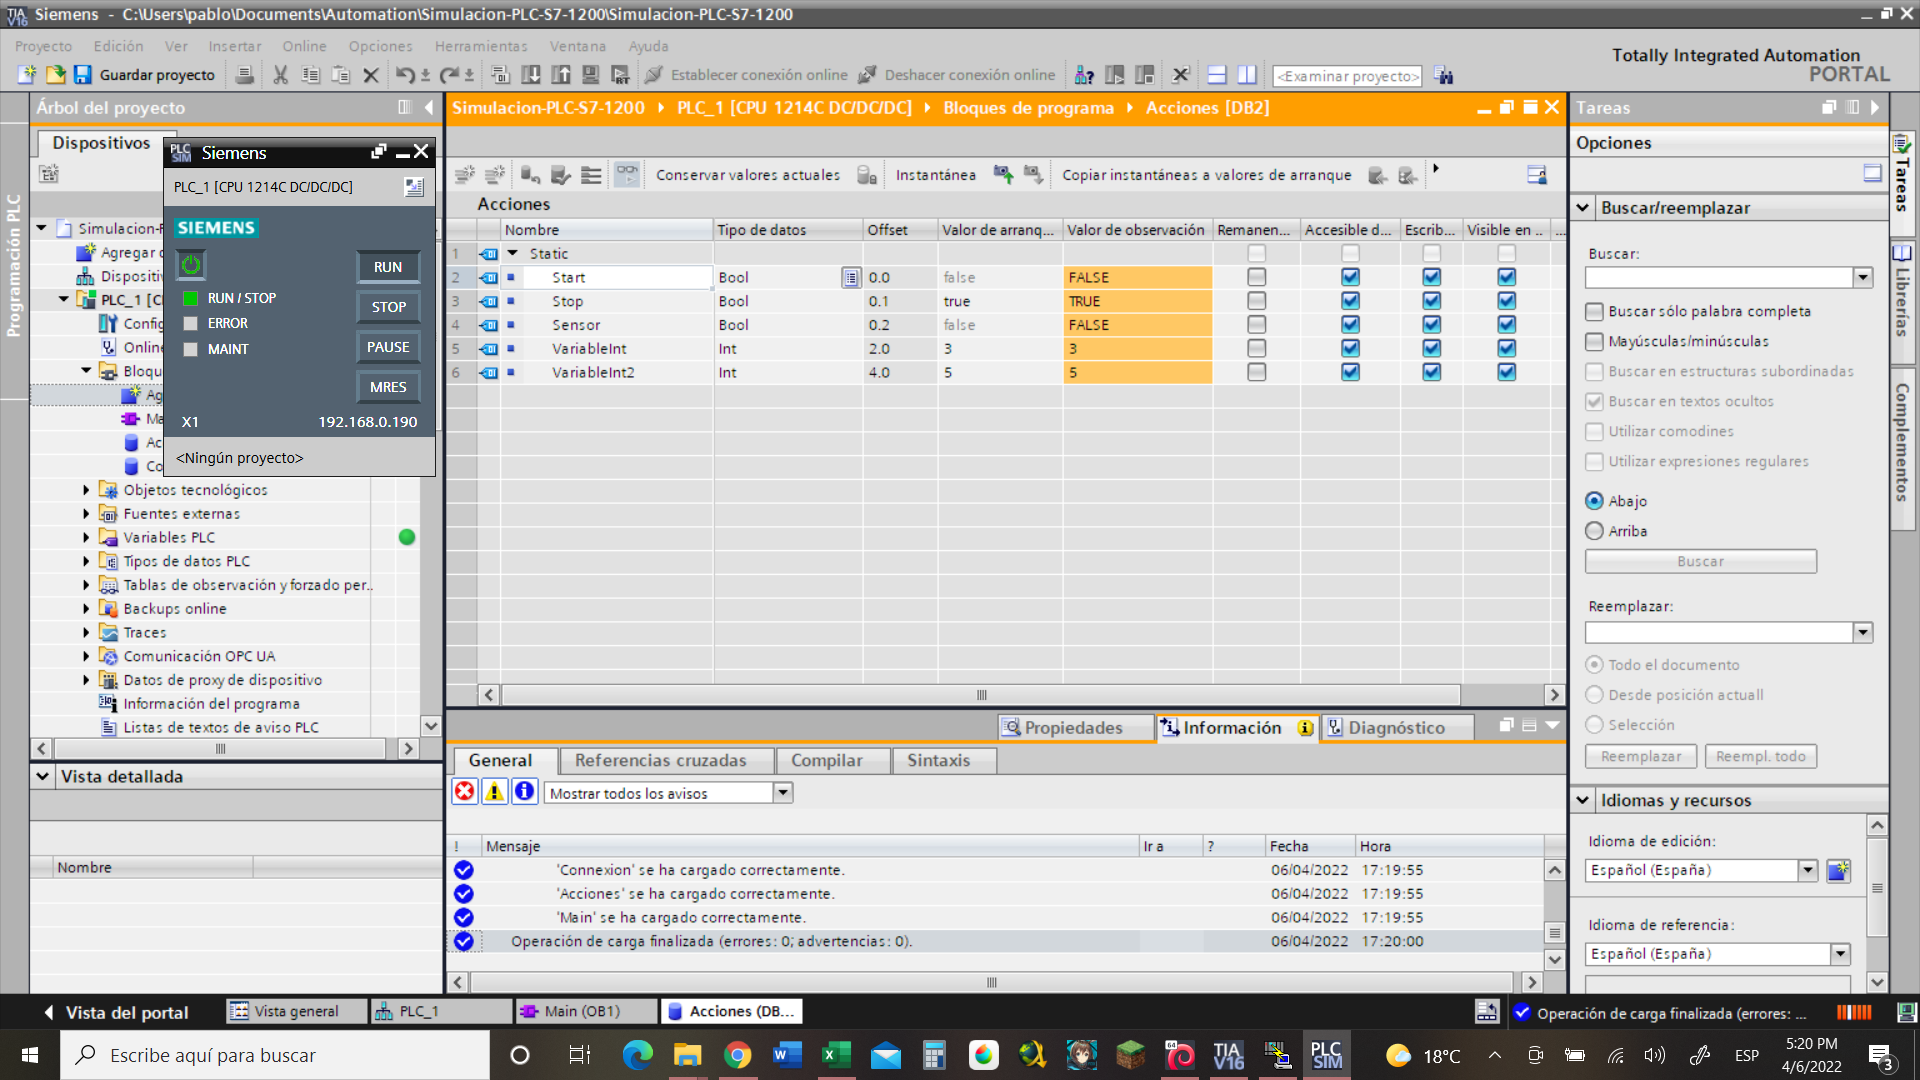 Siemens - C:\Users\pablo\Documents\Automation\Simulacion-PLC-S7-1200\Simulacion-PLC-S7-1200
Proyecto Edición Ver Insertar Online Opciones Herramientas Ventana Ayuda
Totally Integrated Automation
PORTAL
Guardar proyecto Establecer conexión online Deshacer conexión online <Examinar proyecto>
Árbol del proyecto
Simulacion-PLC-S7-1200 PLC_1 [CPU 1214C DC/DC/DC] Bloques de programa Acciones [DB2]
Tareas
Dispositivos
Opciones
PLC SIM Siemens
PLC_1 [CPU 1214C DC/DC/DC]
SIEMENS
RUN
RUN / STOP
STOP
ERROR
MAINT
PAUSE
MRES
X1 192.168.0.190
<Ningún proyecto>
Programación PLC
Simulacion-
Agregar
Dispositiv
PLC_1 [C
Config
Online
Bloqu
Ag
Ma
Ac
Co
Objetos tecnológicos
Fuentes externas
Variables PLC
Tipos de datos PLC
Tablas de observación y forzado per..
Backups online
Traces
Comunicación OPC UA
Datos de proxy de dispositivo
Información del programa
Listas de textos de aviso PLC
Vista detallada
Nombre
Conservar valores actuales Instantánea Copiar instantáneas a valores de arranque
Acciones
Nombre Tipo de datos Offset Valor de arranq... Valor de observación Remanen... Accesible d... Escrib... Visible en .. ...
1 Static
2 Start Bool 0.0 false FALSE
3 Stop Bool 0.1 true TRUE
4 Sensor Bool 0.2 false FALSE
5 VariableInt Int 2.0 3 3
6 VariableInt2 Int 4.0 5 5
Propiedades Información Diagnóstico
General Referencias cruzadas Compilar Sintaxis
Mostrar todos los avisos
! Mensaje Ir a ? Fecha Hora
'Connexion' se ha cargado correctamente. 06/04/2022 17:19:55
'Acciones' se ha cargado correctamente. 06/04/2022 17:19:55
'Main' se ha cargado correctamente. 06/04/2022 17:19:55
Operación de carga finalizada (errores: 0; advertencias: 0). 06/04/2022 17:20:00
Buscar/reemplazar
Buscar:
Buscar sólo palabra completa
Mayúsculas/minúsculas
Buscar en estructuras subordinadas
Buscar en textos ocultos
Utilizar comodines
Utilizar expresiones regulares
Abajo
Arriba
Buscar
Reemplazar:
Todo el documento
Desde posición actuall
Selección
Reemplazar Reempl. todo
Idiomas y recursos
Idioma de edición:
Español (España)
Idioma de referencia:
Español (España)
Tareas
Librerías
Complementos
Vista del portal Vista general PLC_1 Main (OB1) Acciones (DB... Operación de carga finalizada (errores: ...
Escribe aquí para buscar
TIA V16
PLC SIM
18°C
ESP
5:20 PM
4/6/2022
3